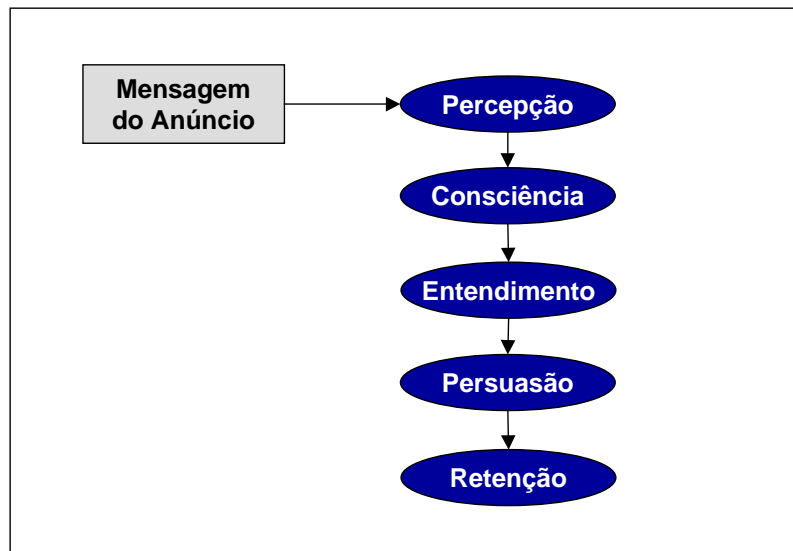 Mensagem
do Anúncio
Percepção
Consciência
Entendimento
Persuasão
Retenção